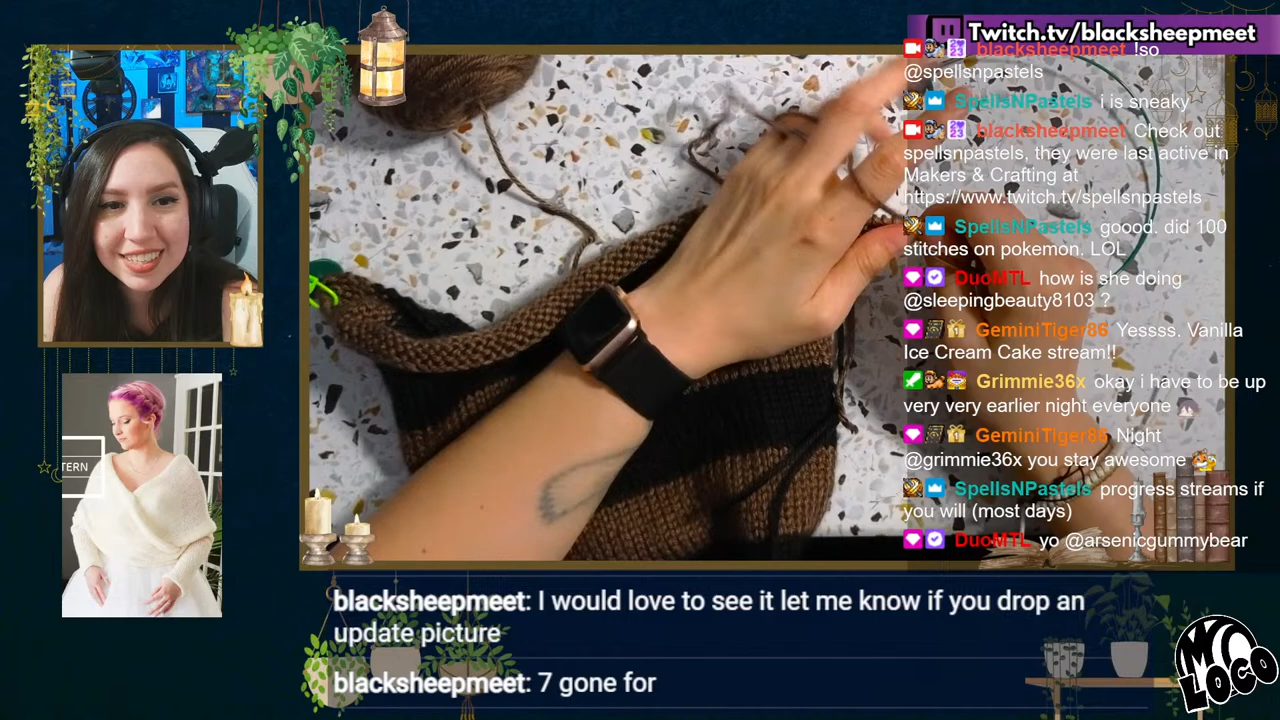 Twitch.tv/blacksheepmeet
blacksheepmeet !so
@spellsnpastels
SpellsNPastels i is sneaky
blacksheepmeet Check out
spellsnpastels, they were last active in
Makers & Crafting at
https://www.twitch.tv/spellsnpastels
SpellsNPastels goood. did 100
stitches on pokemon. LOL
DuoMTL how is she doing
@sleepingbeauty8103 ?
GeminiTiger86 Yessss. Vanilla
Ice Cream Cake stream!!
Grimmie36x okay i have to be up
very very earlier night everyone
GeminiTiger86 Night
@grimmie36x you stay awesome
SpellsNPastels progress streams if
you will (most days)
DuoMTL yo @arsenicgummybear
TERN
blacksheepmeet: I would love to see it let me know if you drop an
update picture
blacksheepmeet: 7 gone for
MC
LOCO